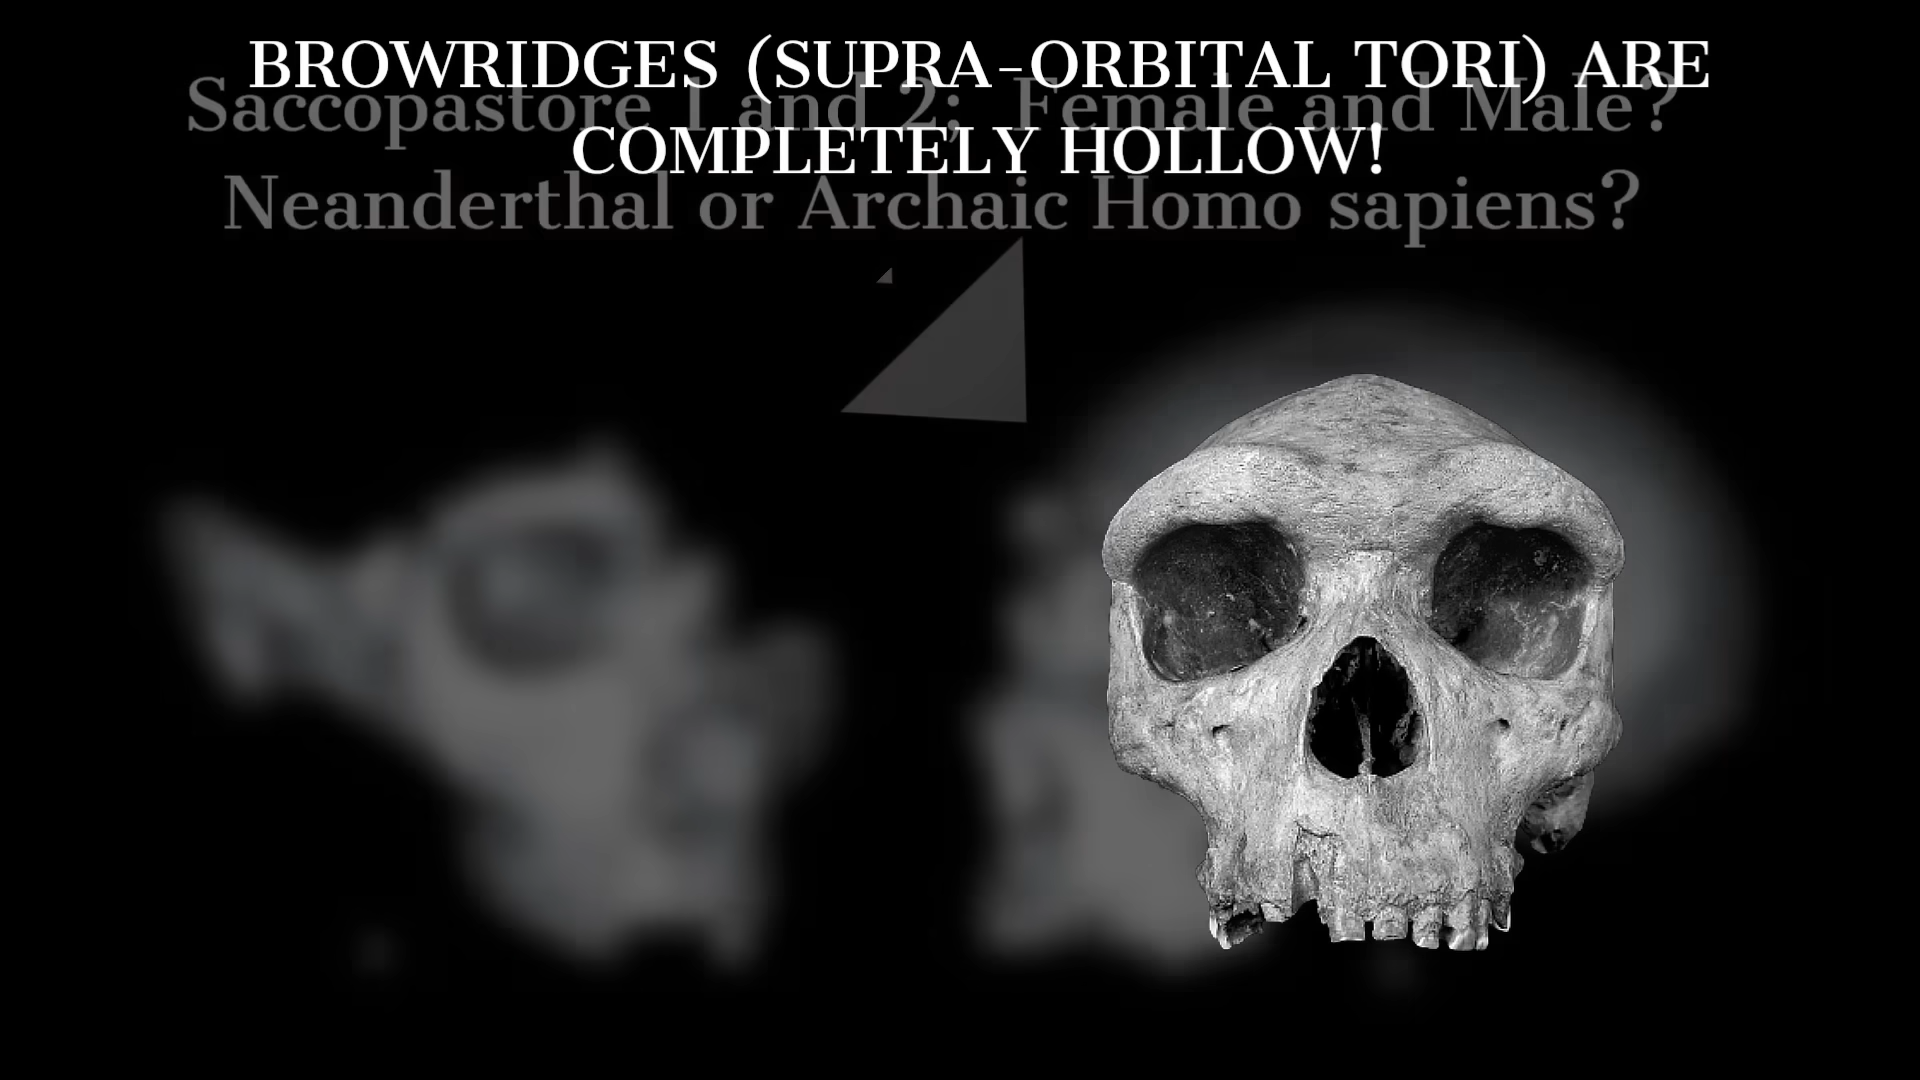 BROWRIDGES (SUPRA-ORBITAL TORI) ARE
Saccopastore 1 and 2; Female and Male?
COMPLETELY HOLLOW!
Neanderthal or Archaic Homo sapiens?